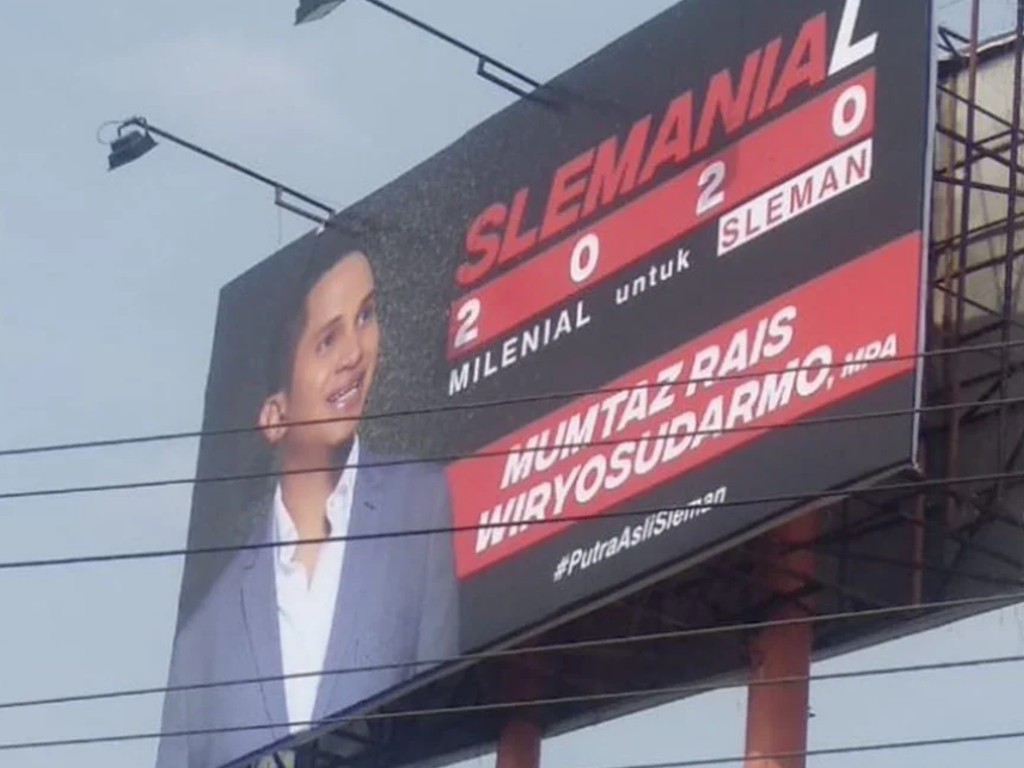 SLEMANIAL
2 0 2 0
MILENIAL untuk SLEMAN
MUMTAZ RAIS
WIRYOSUDARMO, MPA
#PutraAsliSleman